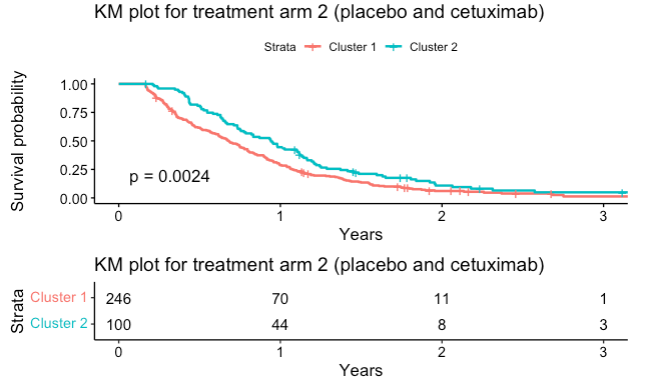 KM plot for treatment arm 2 (placebo and cetuximab)
Strata Cluster 1 Cluster 2
Survival probability
1.00
0.75
0.50
0.25
0.00
p = 0.0024
0 1 2 3
Years
KM plot for treatment arm 2 (placebo and cetuximab)
Strata
Cluster 1 246 70 11 1
Cluster 2 100 44 8 3
0 1 2 3
Years